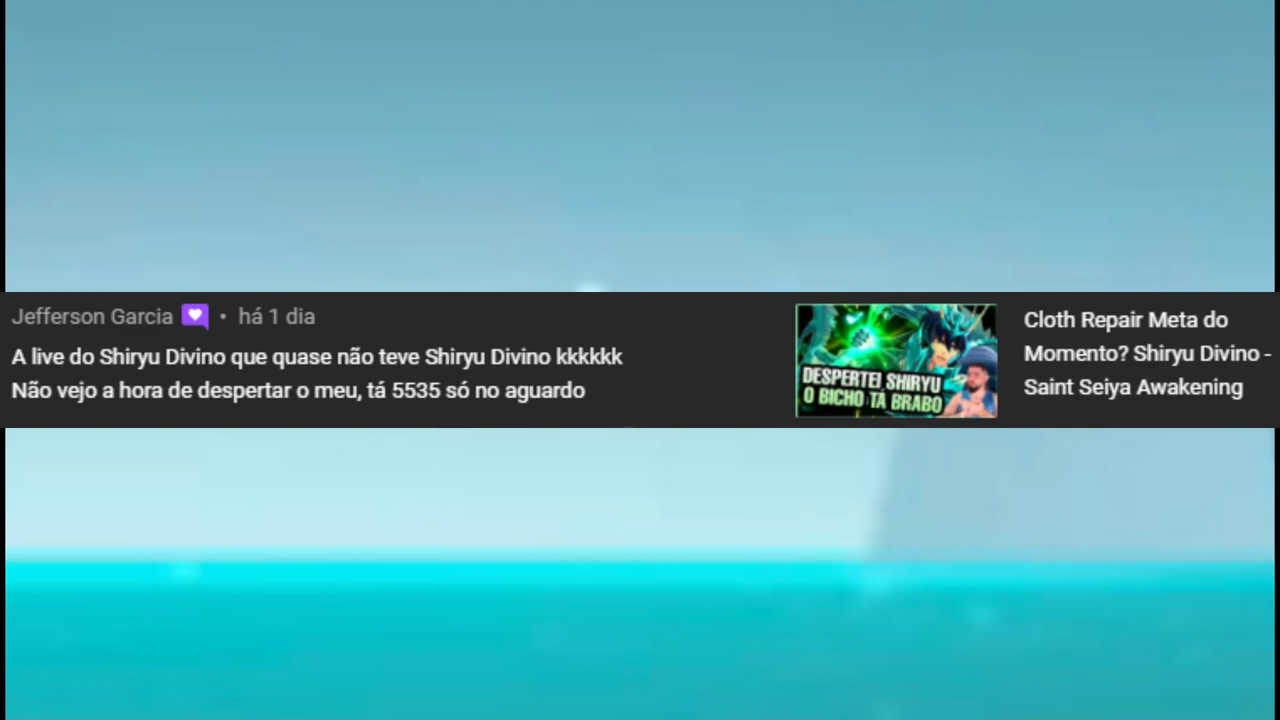 Jefferson Garcia • há 1 dia
A live do Shiryu Divino que quase não teve Shiryu Divino kkkkkk
Não vejo a hora de despertar o meu, tá 5535 só no aguardo
DESPERTEI SHIRYU
O BICHO TÁ BRABO
Cloth Repair Meta do
Momento? Shiryu Divino -
Saint Seiya Awakening